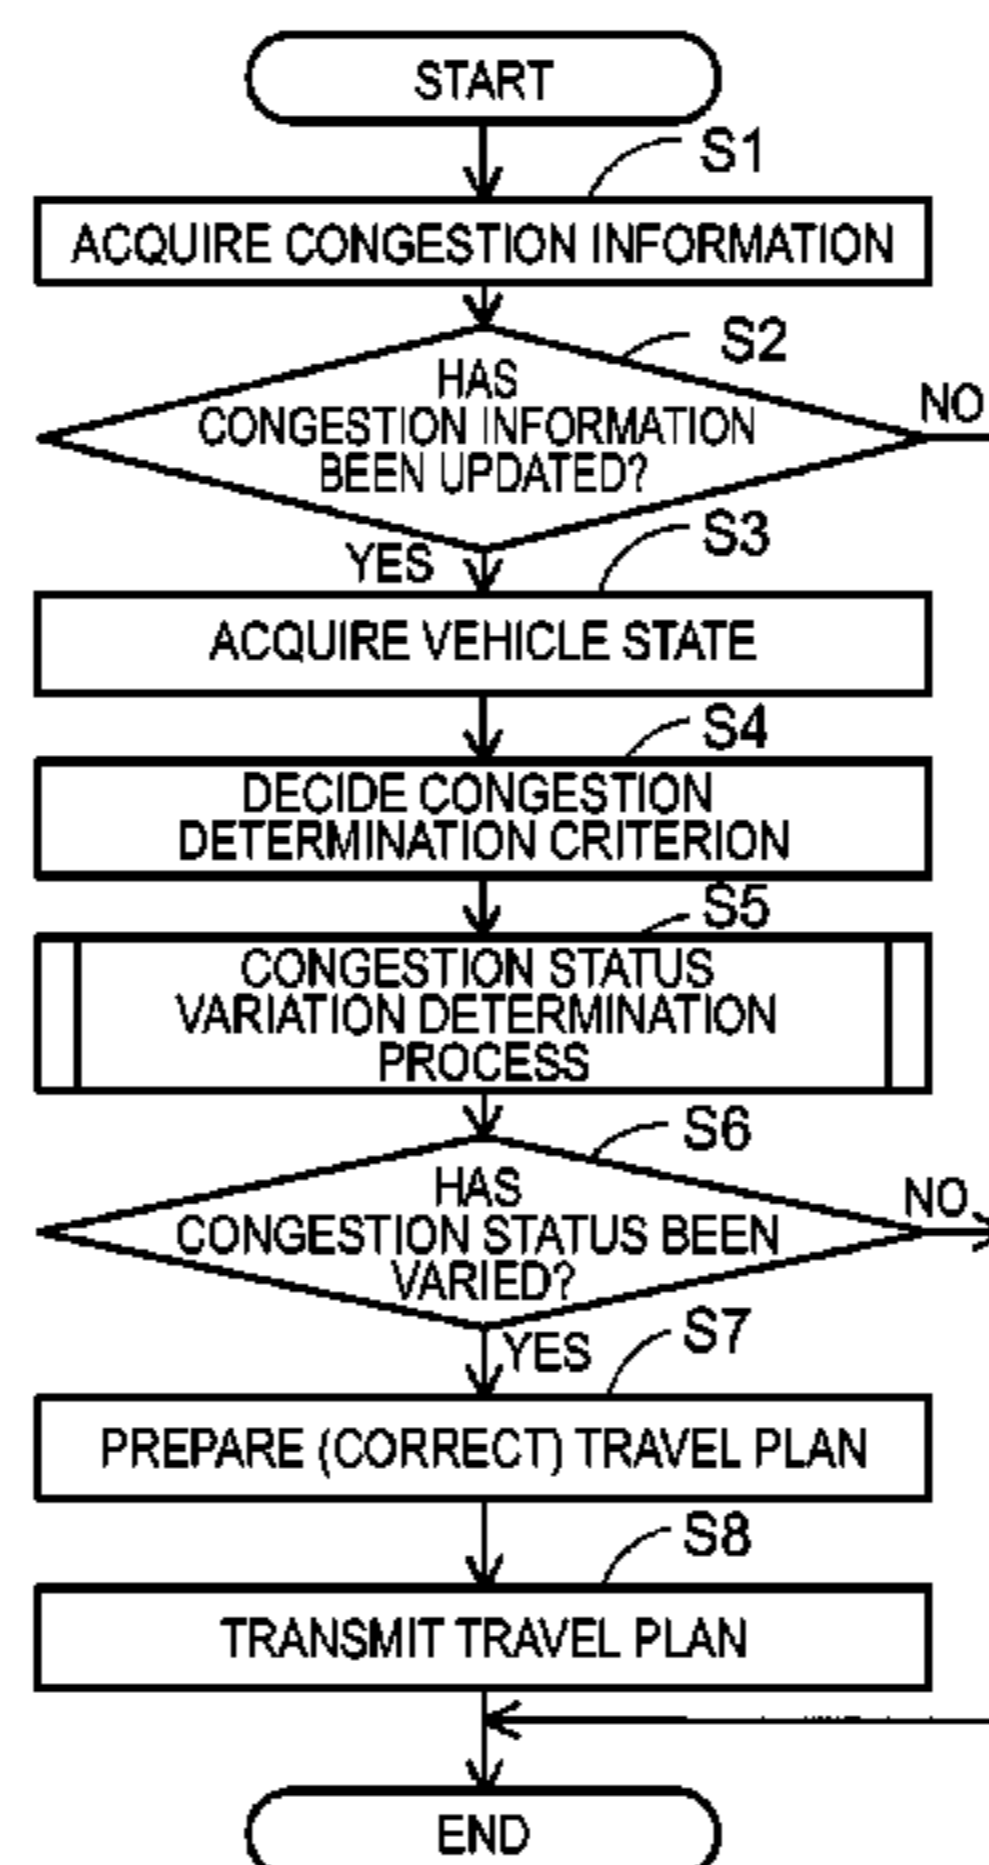 START
S1
ACQUIRE CONGESTION INFORMATION
S2
HAS
CONGESTION INFORMATION
BEEN UPDATED?
NO
YES
S3
ACQUIRE VEHICLE STATE
S4
DECIDE CONGESTION
DETERMINATION CRITERION
S5
CONGESTION STATUS
VARIATION DETERMINATION
PROCESS
S6
HAS
CONGESTION STATUS BEEN
VARIED?
NO
YES
S7
PREPARE (CORRECT) TRAVEL PLAN
S8
TRANSMIT TRAVEL PLAN
END